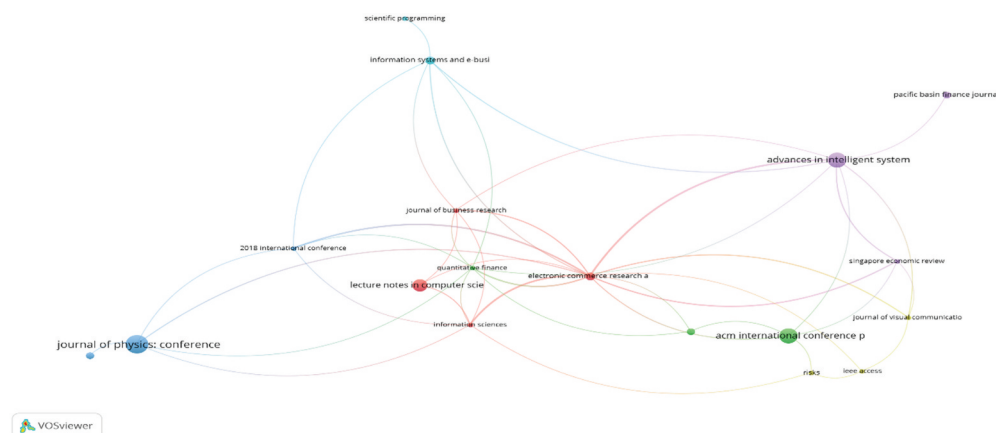 scientific programming
information systems and e-busi
pacific basin finance journa
advances in intelligent system
journal of business research
2018 international conference
quantitative finance
singapore economic review
electronic commerce research a
lecture notes in computer scie
journal of visual communicatio
information sciences
acm international conference p
journal of physics: conference
risks
ieee access
VOSviewer